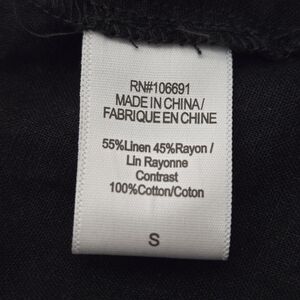 RN#106691
MADE IN CHINA/
FABRIQUE EN CHINE
55%Linen 45%Rayon/
Lin Rayonne
Contrast
100%Cotton/Coton
S